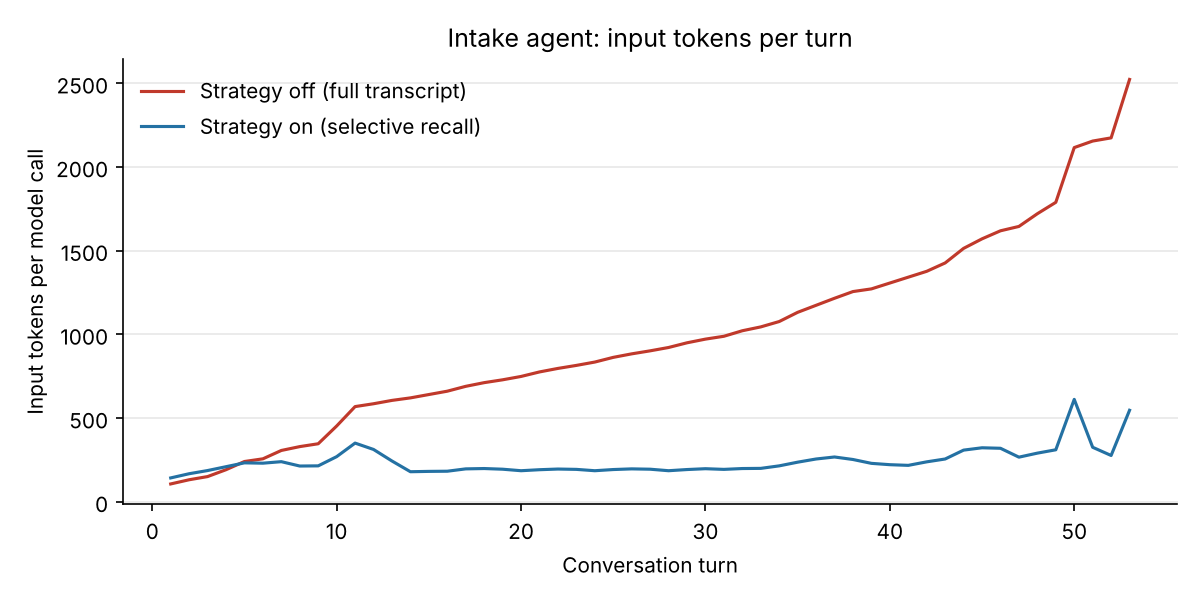 Intake agent: input tokens per turn
Strategy off (full transcript)
Strategy on (selective recall)
Input tokens per model call
2500
2000
1500
1000
500
0
0 10 20 30 40 50
Conversation turn